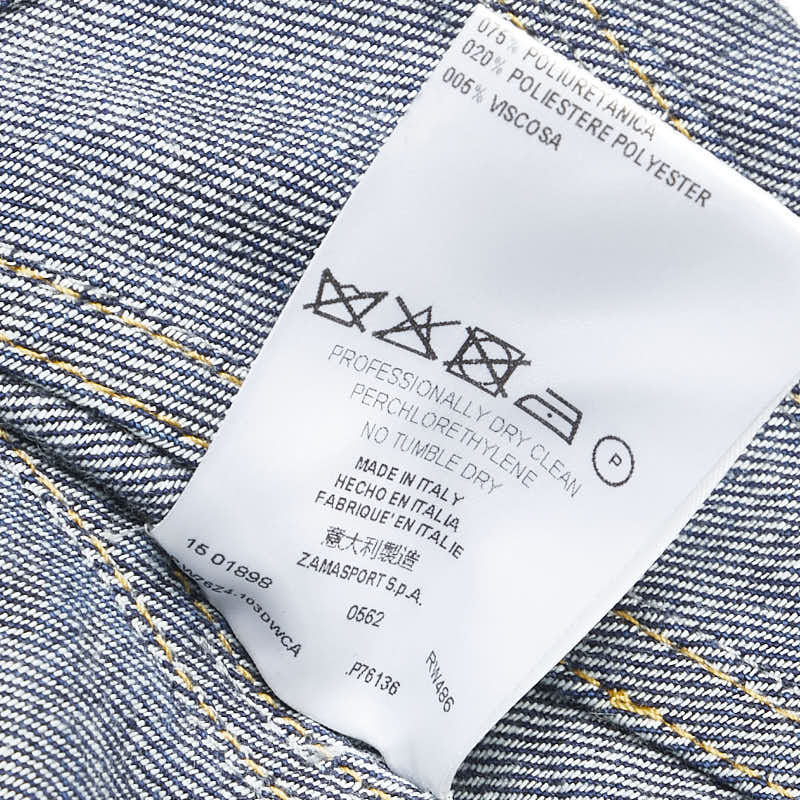 075% POLIURETANICA
020% POLIESTERE POLYESTER
005% VISCOSA
P
PROFESSIONALLY DRY CLEAN
PERCHLORETHYLENE
NO TUMBLE DRY
MADE IN ITALY
HECHO EN ITALIA
FABRIQUE' EN ITALIE
意大利製造
ZAMASPORT S.p.A.
15 01898
0562
P76136
RW486